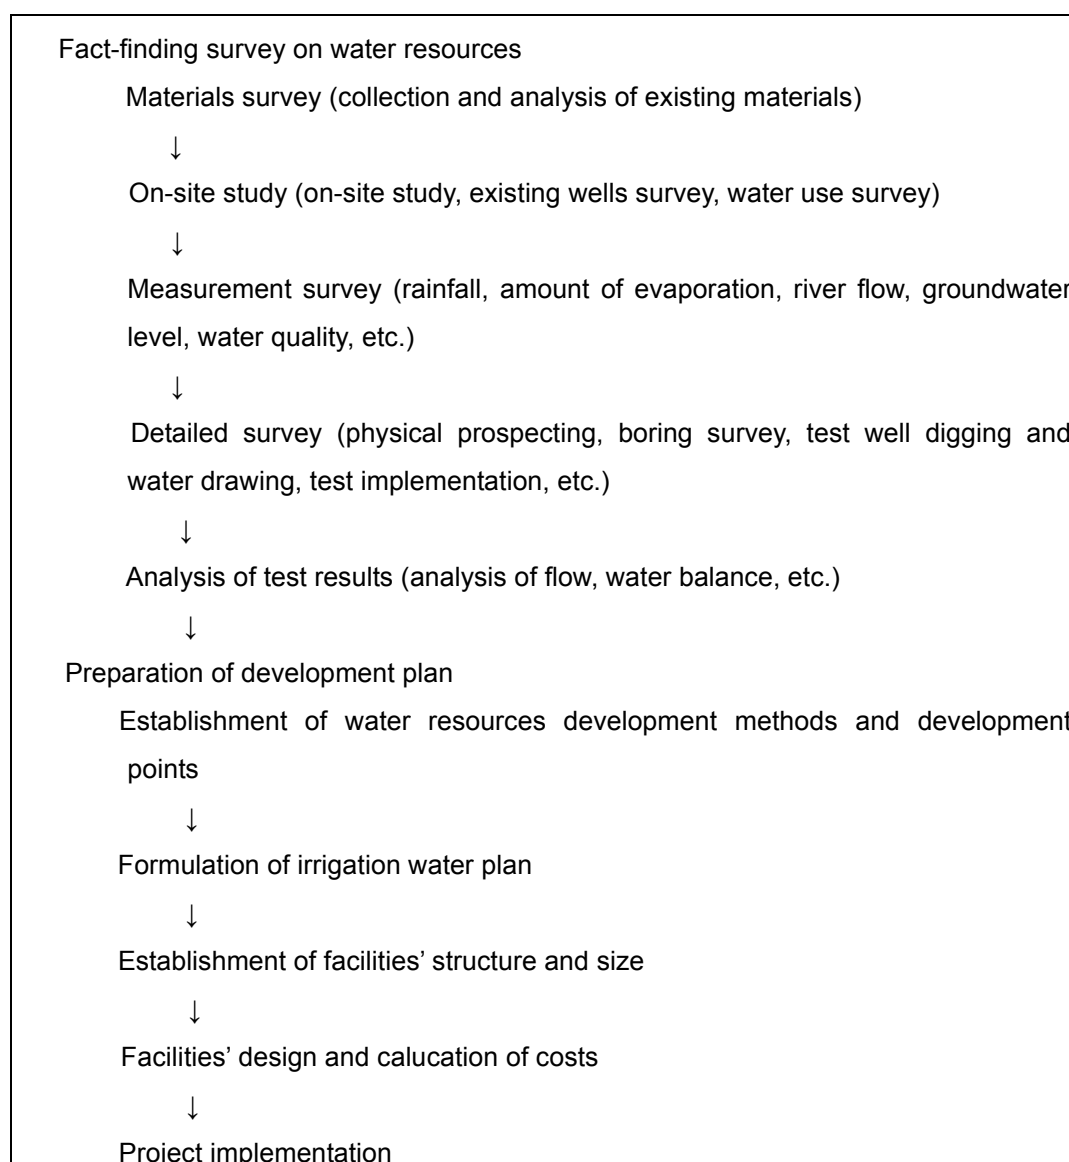 Fact-finding survey on water resources
Materials survey (collection and analysis of existing materials)
↓
On-site study (on-site study, existing wells survey, water use survey)
↓
Measurement survey (rainfall, amount of evaporation, river flow, groundwater
level, water quality, etc.)
↓
Detailed survey (physical prospecting, boring survey, test well digging and
water drawing, test implementation, etc.)
↓
Analysis of test results (analysis of flow, water balance, etc.)
↓
Preparation of development plan
Establishment of water resources development methods and development
points
↓
Formulation of irrigation water plan
↓
Establishment of facilities’ structure and size
↓
Facilities’ design and calucation of costs
↓
Project implementation